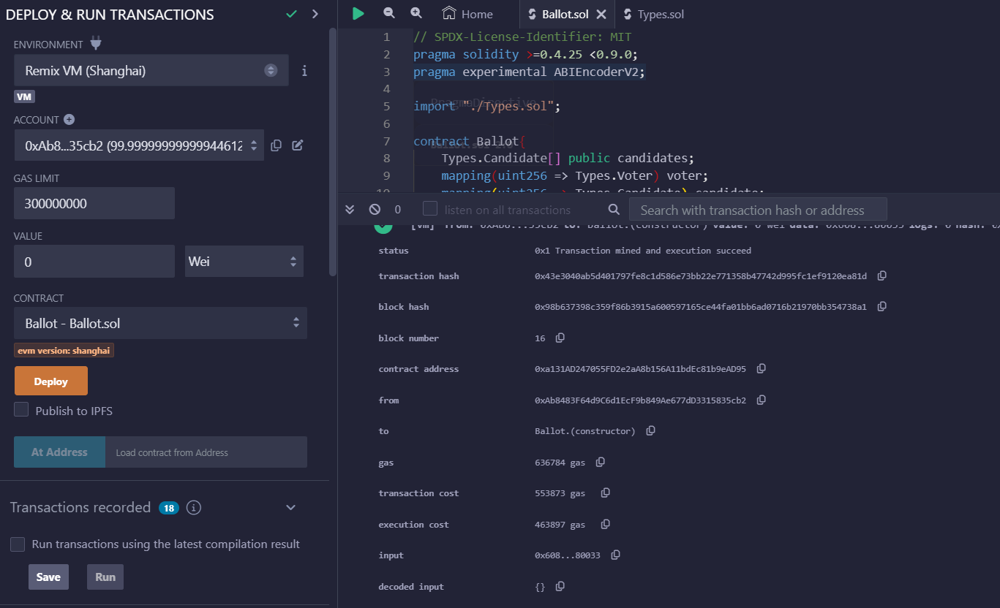 DEPLOY & RUN TRANSACTIONS
ENVIRONMENT
Remix VM (Shanghai)
VM
ACCOUNT
0xAb8...35cb2 (99.99999999999944612
GAS LIMIT
300000000
VALUE
0
Wei
CONTRACT
Ballot - Ballot.sol
evm version: shanghai
Deploy
Publish to IPFS
At Address
Load contract from Address
Transactions recorded 18
Run transactions using the latest compilation result
Save
Run
Home
Ballot.sol
Types.sol
1 // SPDX-License-Identifier: MIT
2 pragma solidity >=0.4.25 <0.9.0;
3 pragma experimental ABIEncoderV2;
4
PragmaDirective
5 import "./Types.sol";
6
7 contract Ballot{
Ballot.sol 2:0
8 Types.Candidate[] public candidates;
9 mapping(uint256 => Types.Voter) voter;
10 mapping(uint256 => Types.Candidate) candidate;
0
listen on all transactions
Search with transaction hash or address
[vm] from: 0xAb8...35cb2 to: Ballot.(constructor) value: 0 wei data: 0x608...80033 logs: 0 hash:
status 0x1 Transaction mined and execution succeed
transaction hash 0x43e3040ab5d401797fe8c1d586e73bb22e771358b47742d995fc1ef9120ea81d
block hash 0x98b637398c359f86b3915a600597165ce44fa01bb6ad0716b21970bb354738a1
block number 16
contract address 0xa131AD247055FD2e2aA8b156A11bdEc81b9eAD95
from 0xAb8483F64d9C6d1EcF9b849Ae677dD3315835cb2
to Ballot.(constructor)
gas 636784 gas
transaction cost 553873 gas
execution cost 463897 gas
input 0x608...80033
decoded input {}